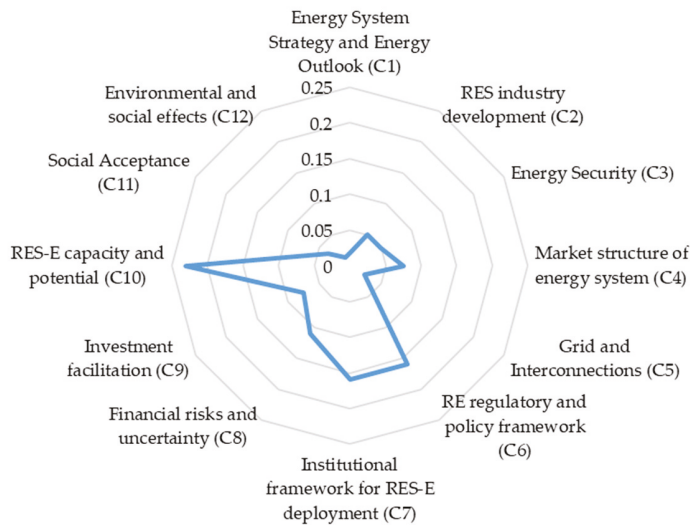 Energy System
Strategy and Energy
Outlook (C1)
RES industry
development (C2)
Energy Security (C3)
Market structure of
energy system (C4)
Grid and
Interconnections (C5)
RE regulatory and
policy framework
(C6)
Institutional
framework for RES-E
deployment (C7)
Financial risks and
uncertainty (C8)
Investment
facilitation (C9)
RES-E capacity and
potential (C10)
Social Acceptance
(C11)
Environmental and
social effects (C12)
0.25
0.2
0.15
0.1
0.05
0